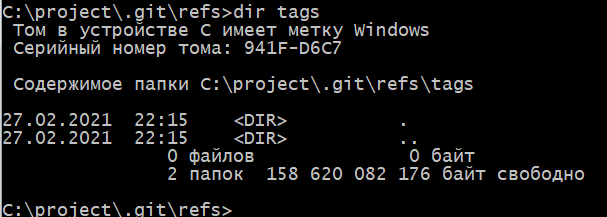 C:\project\.git\refs>dir tags
Том в устройстве C имеет метку Windows
Серийный номер тома: 941F-D6C7
Содержимое папки C:\project\.git\refs\tags
27.02.2021 22:15 <DIR> .
27.02.2021 22:15 <DIR> ..
0 файлов 0 байт
2 папок 158 620 082 176 байт свободно
C:\project\.git\refs>